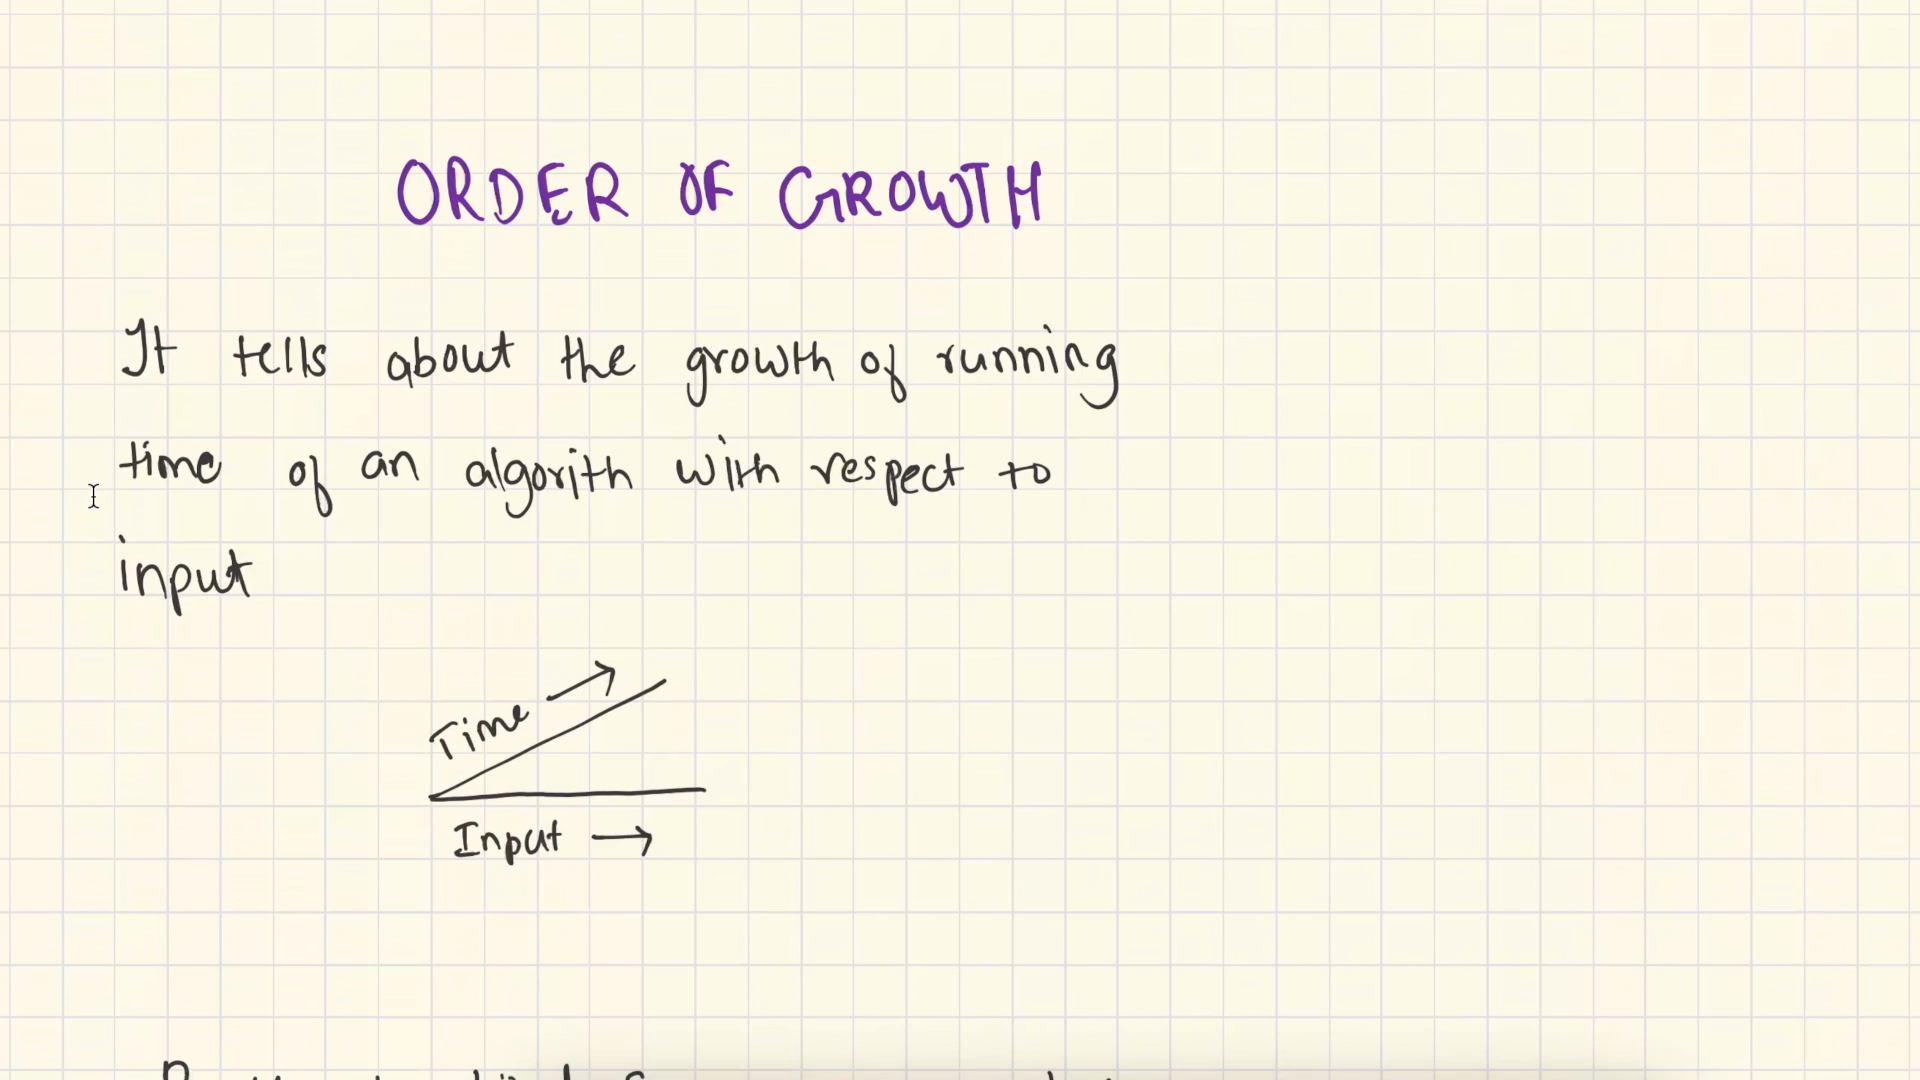 ORDER OF GROWTH
It tells about the growth of running
time of an algorith with respect to
input
Time
Input